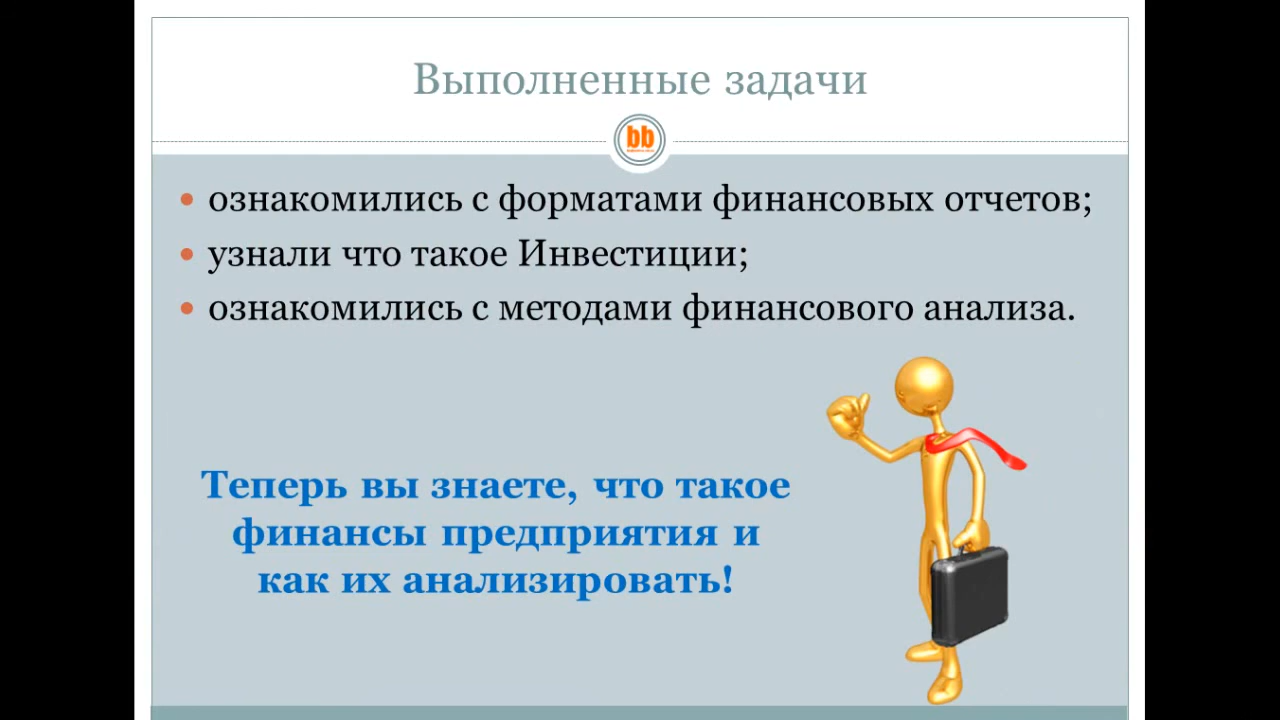 Выполненные задачи
bb
ознакомились с форматами финансовых отчетов;
узнали что такое Инвестиции;
ознакомились с методами финансового анализа.
Теперь вы знаете, что такое
финансы предприятия и
как их анализировать!